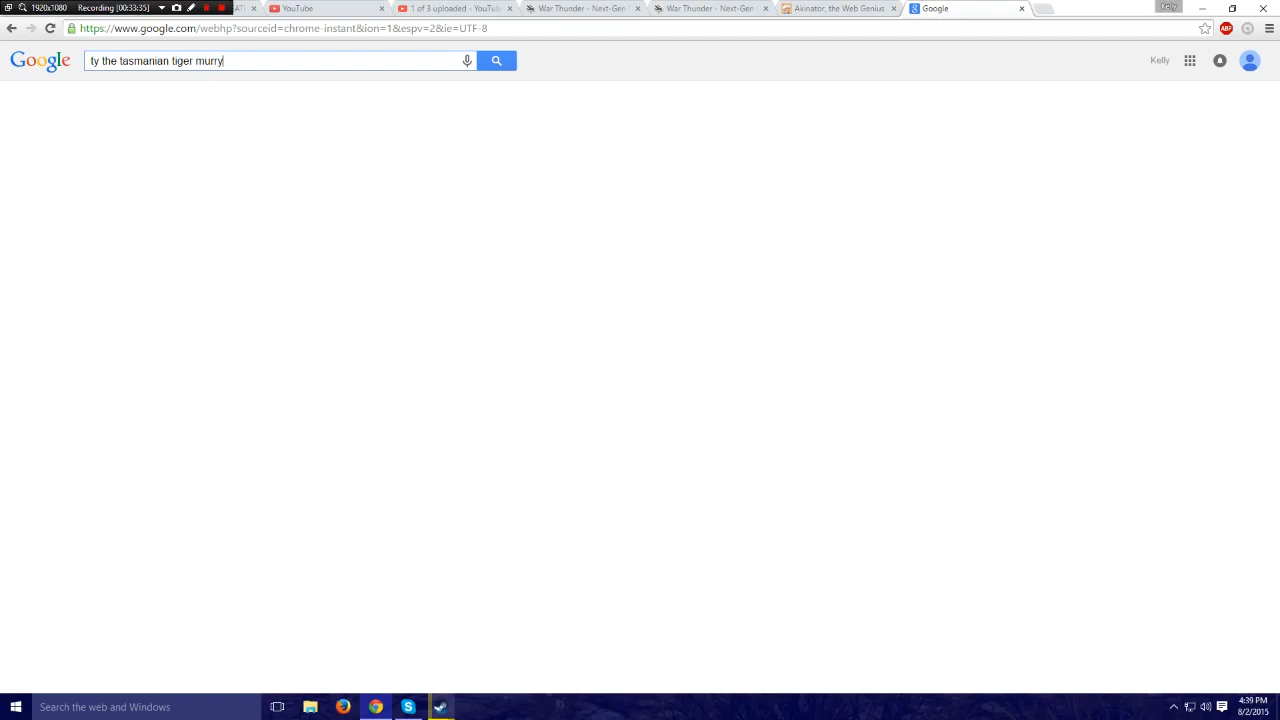 1920x1080 Recording [00:33:35] ATI YouTube 1 of 3 uploaded - YouTub War Thunder - Next-Gen War Thunder - Next-Gen Akinator, the Web Genius Google Kelly
https://www.google.com/webhp?sourceid=chrome-instant&ion=1&espv=2&ie=UTF-8 ABP
Google ty the tasmanian tiger murry Kelly
Search the web and Windows
4:39 PM
8/2/2015